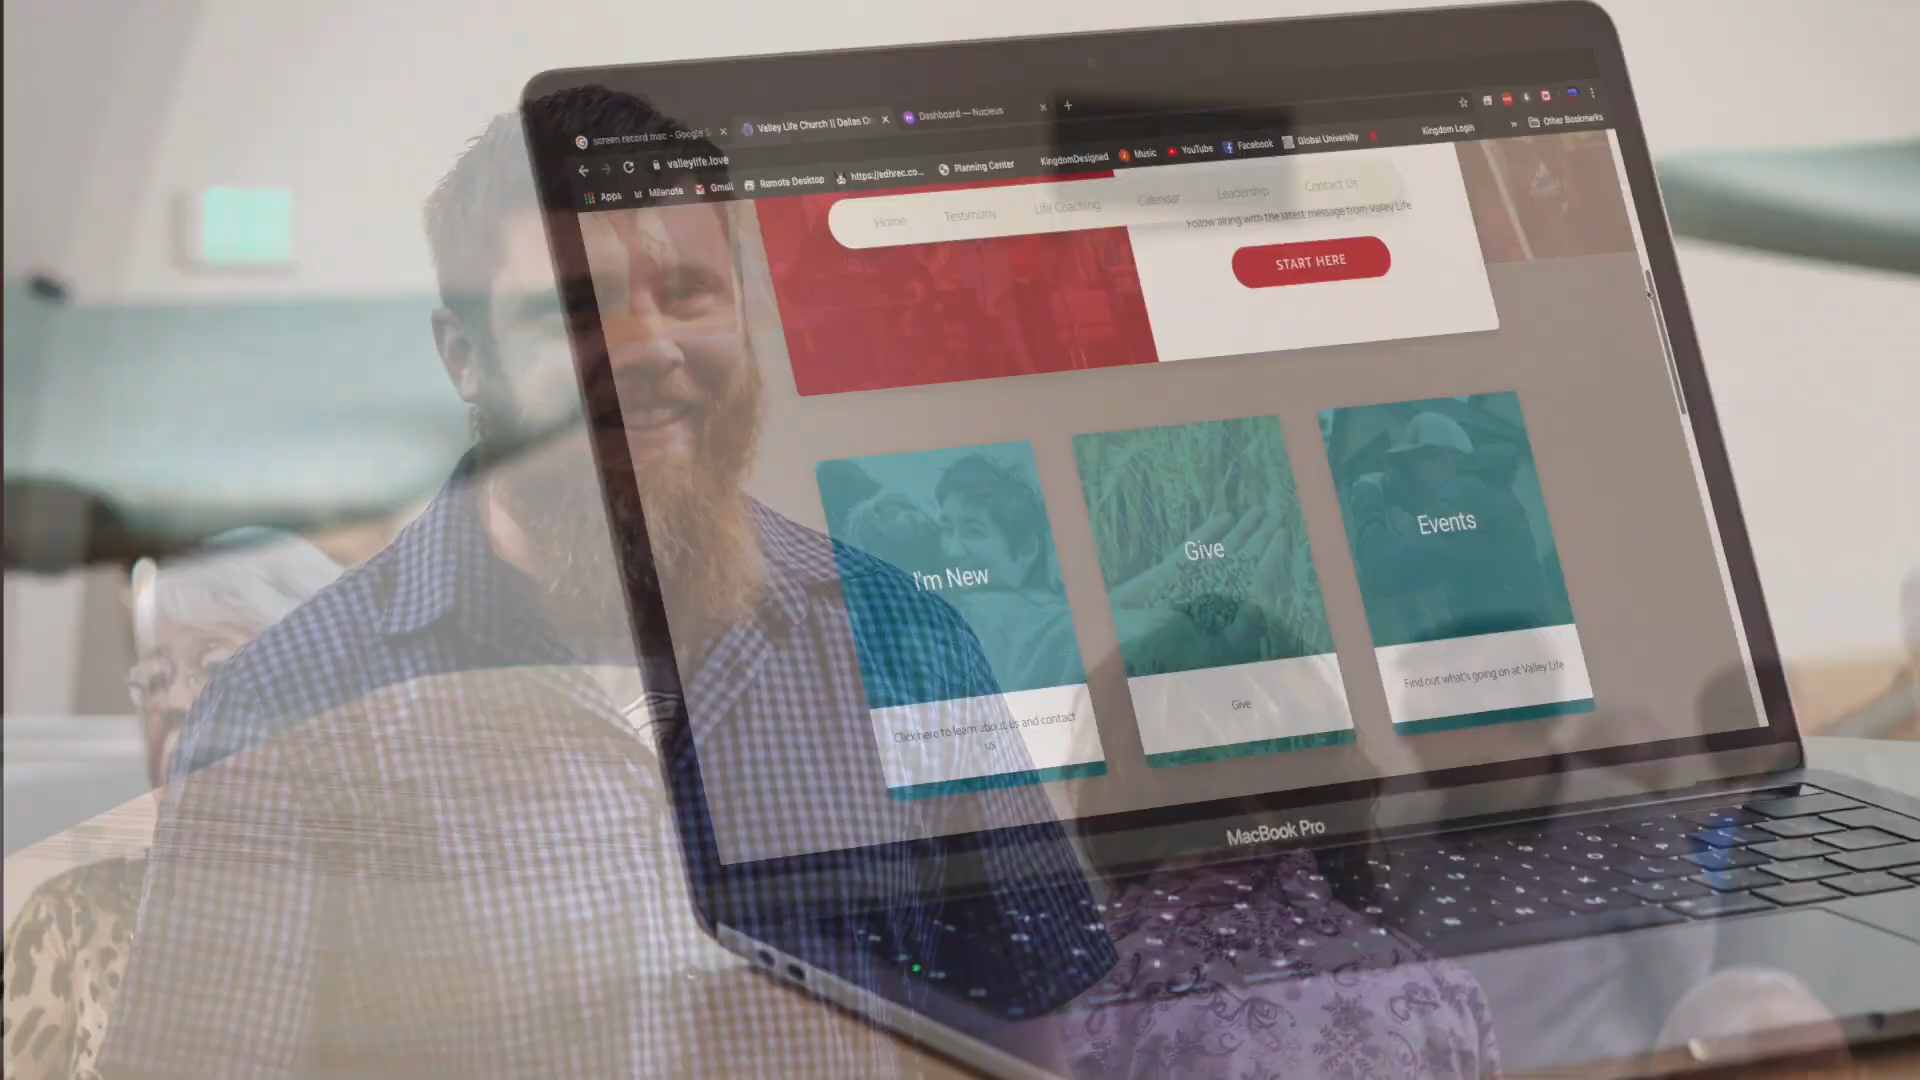 screen record mac - Google S
Valley Life Church || Dallas Or
Dashboard — Nucleus
valleylife.love
Apps
Milanote
Gmail
Remote Desktop
https://edhrec.co...
Planning Center
KingdomDesigned
Music
YouTube
Facebook
Global University
Kingdom Login
»
Other Bookmarks
Home
Testimony
Life Coaching
Calendar
Leadership
Contact Us
Follow along with the latest message from Valley Life
START HERE
I'm New
Give
Events
Click here to learn about us and contact
us
Give
Find out what's going on at Valley Life
MacBook Pro